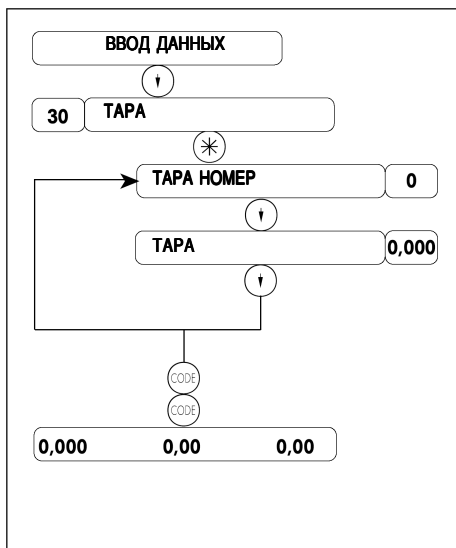 ВВОД ДАННЫХ
30 ТАРА
ТАРА НОМЕР 0
ТАРА 0,000
CODE
CODE
0,000 0,00 0,00